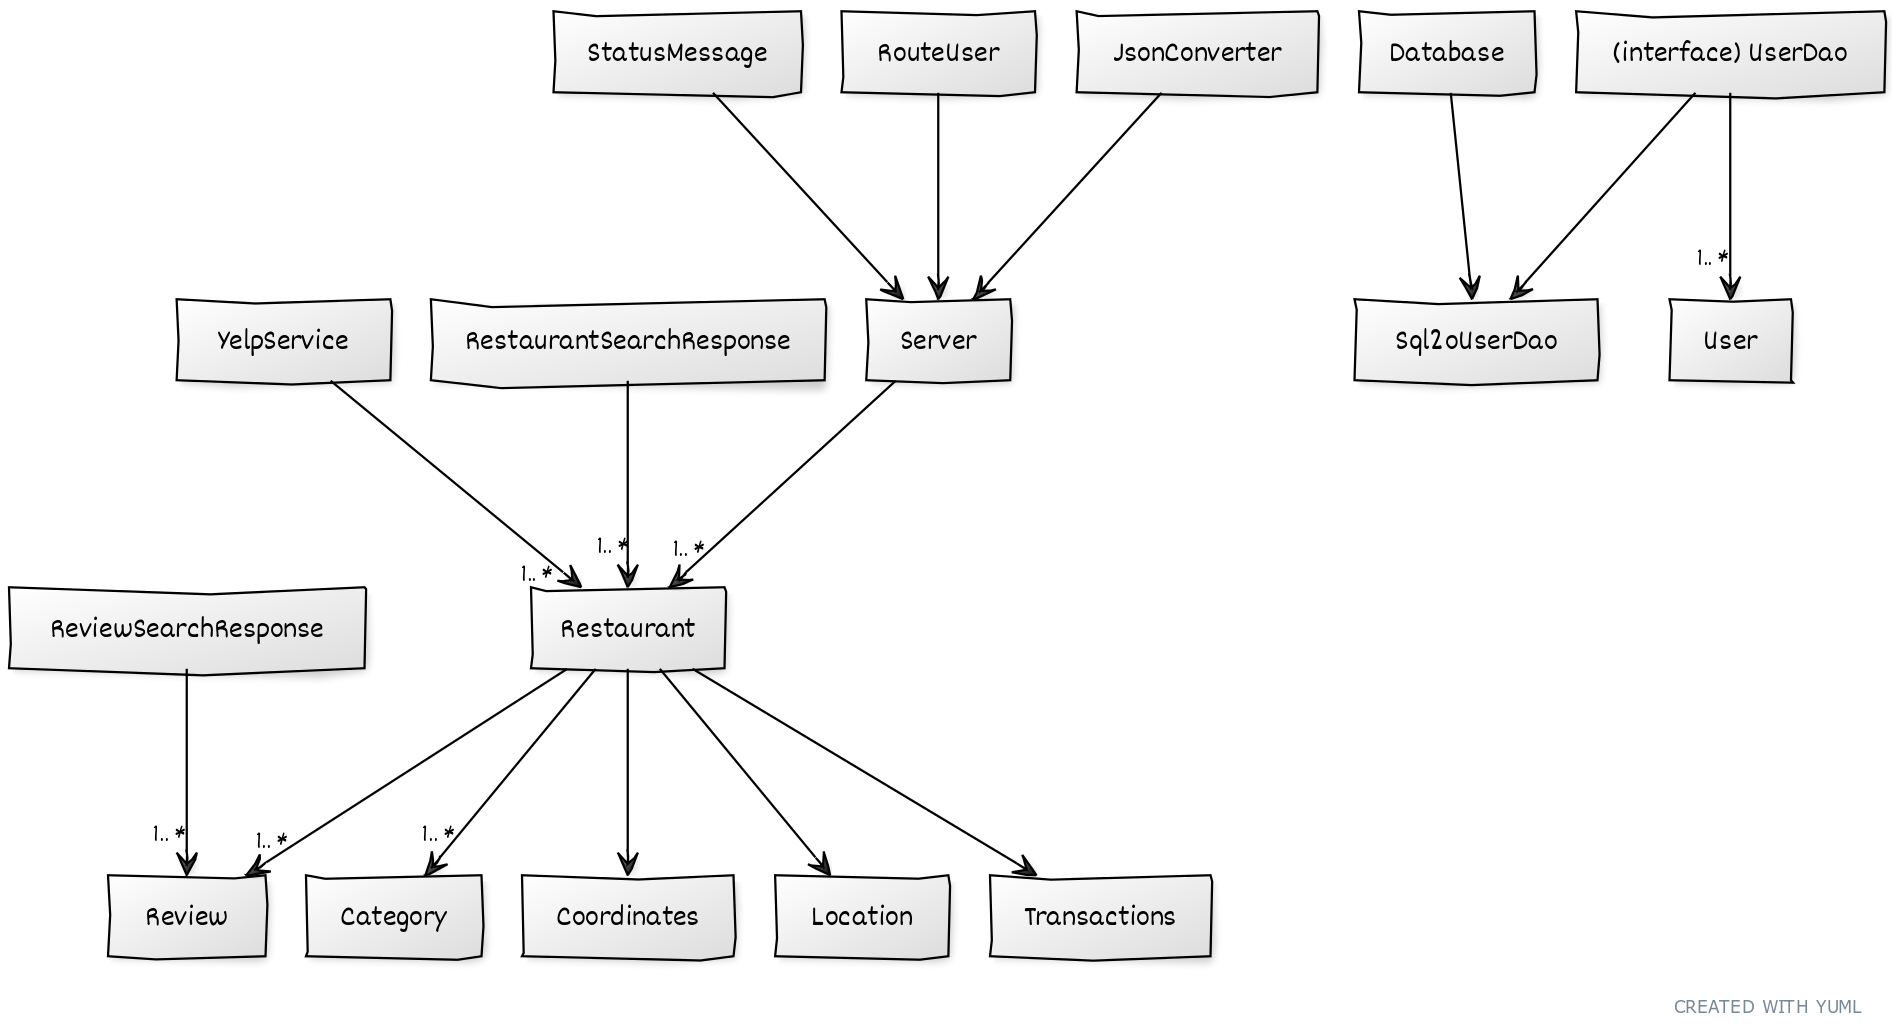 StatusMessage
RouteUser
JsonConverter
Database
(interface) UserDao
1.. *
YelpService
RestaurantSearchResponse
Server
Sql2oUserDao
User
1.. *
1.. *
1.. *
ReviewSearchResponse
Restaurant
1.. *
1.. *
1.. *
Review
Category
Coordinates
Location
Transactions
CREATED WITH YUML